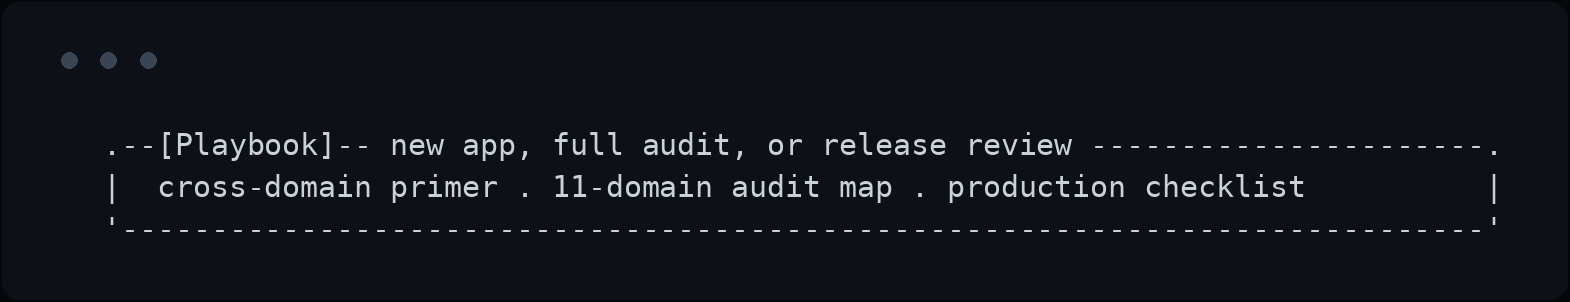 .--[Playbook]-- new app, full audit, or release review ----------------------.
|  cross-domain primer . 11-domain audit map . production checklist          |
'----------------------------------------------------------------------------'